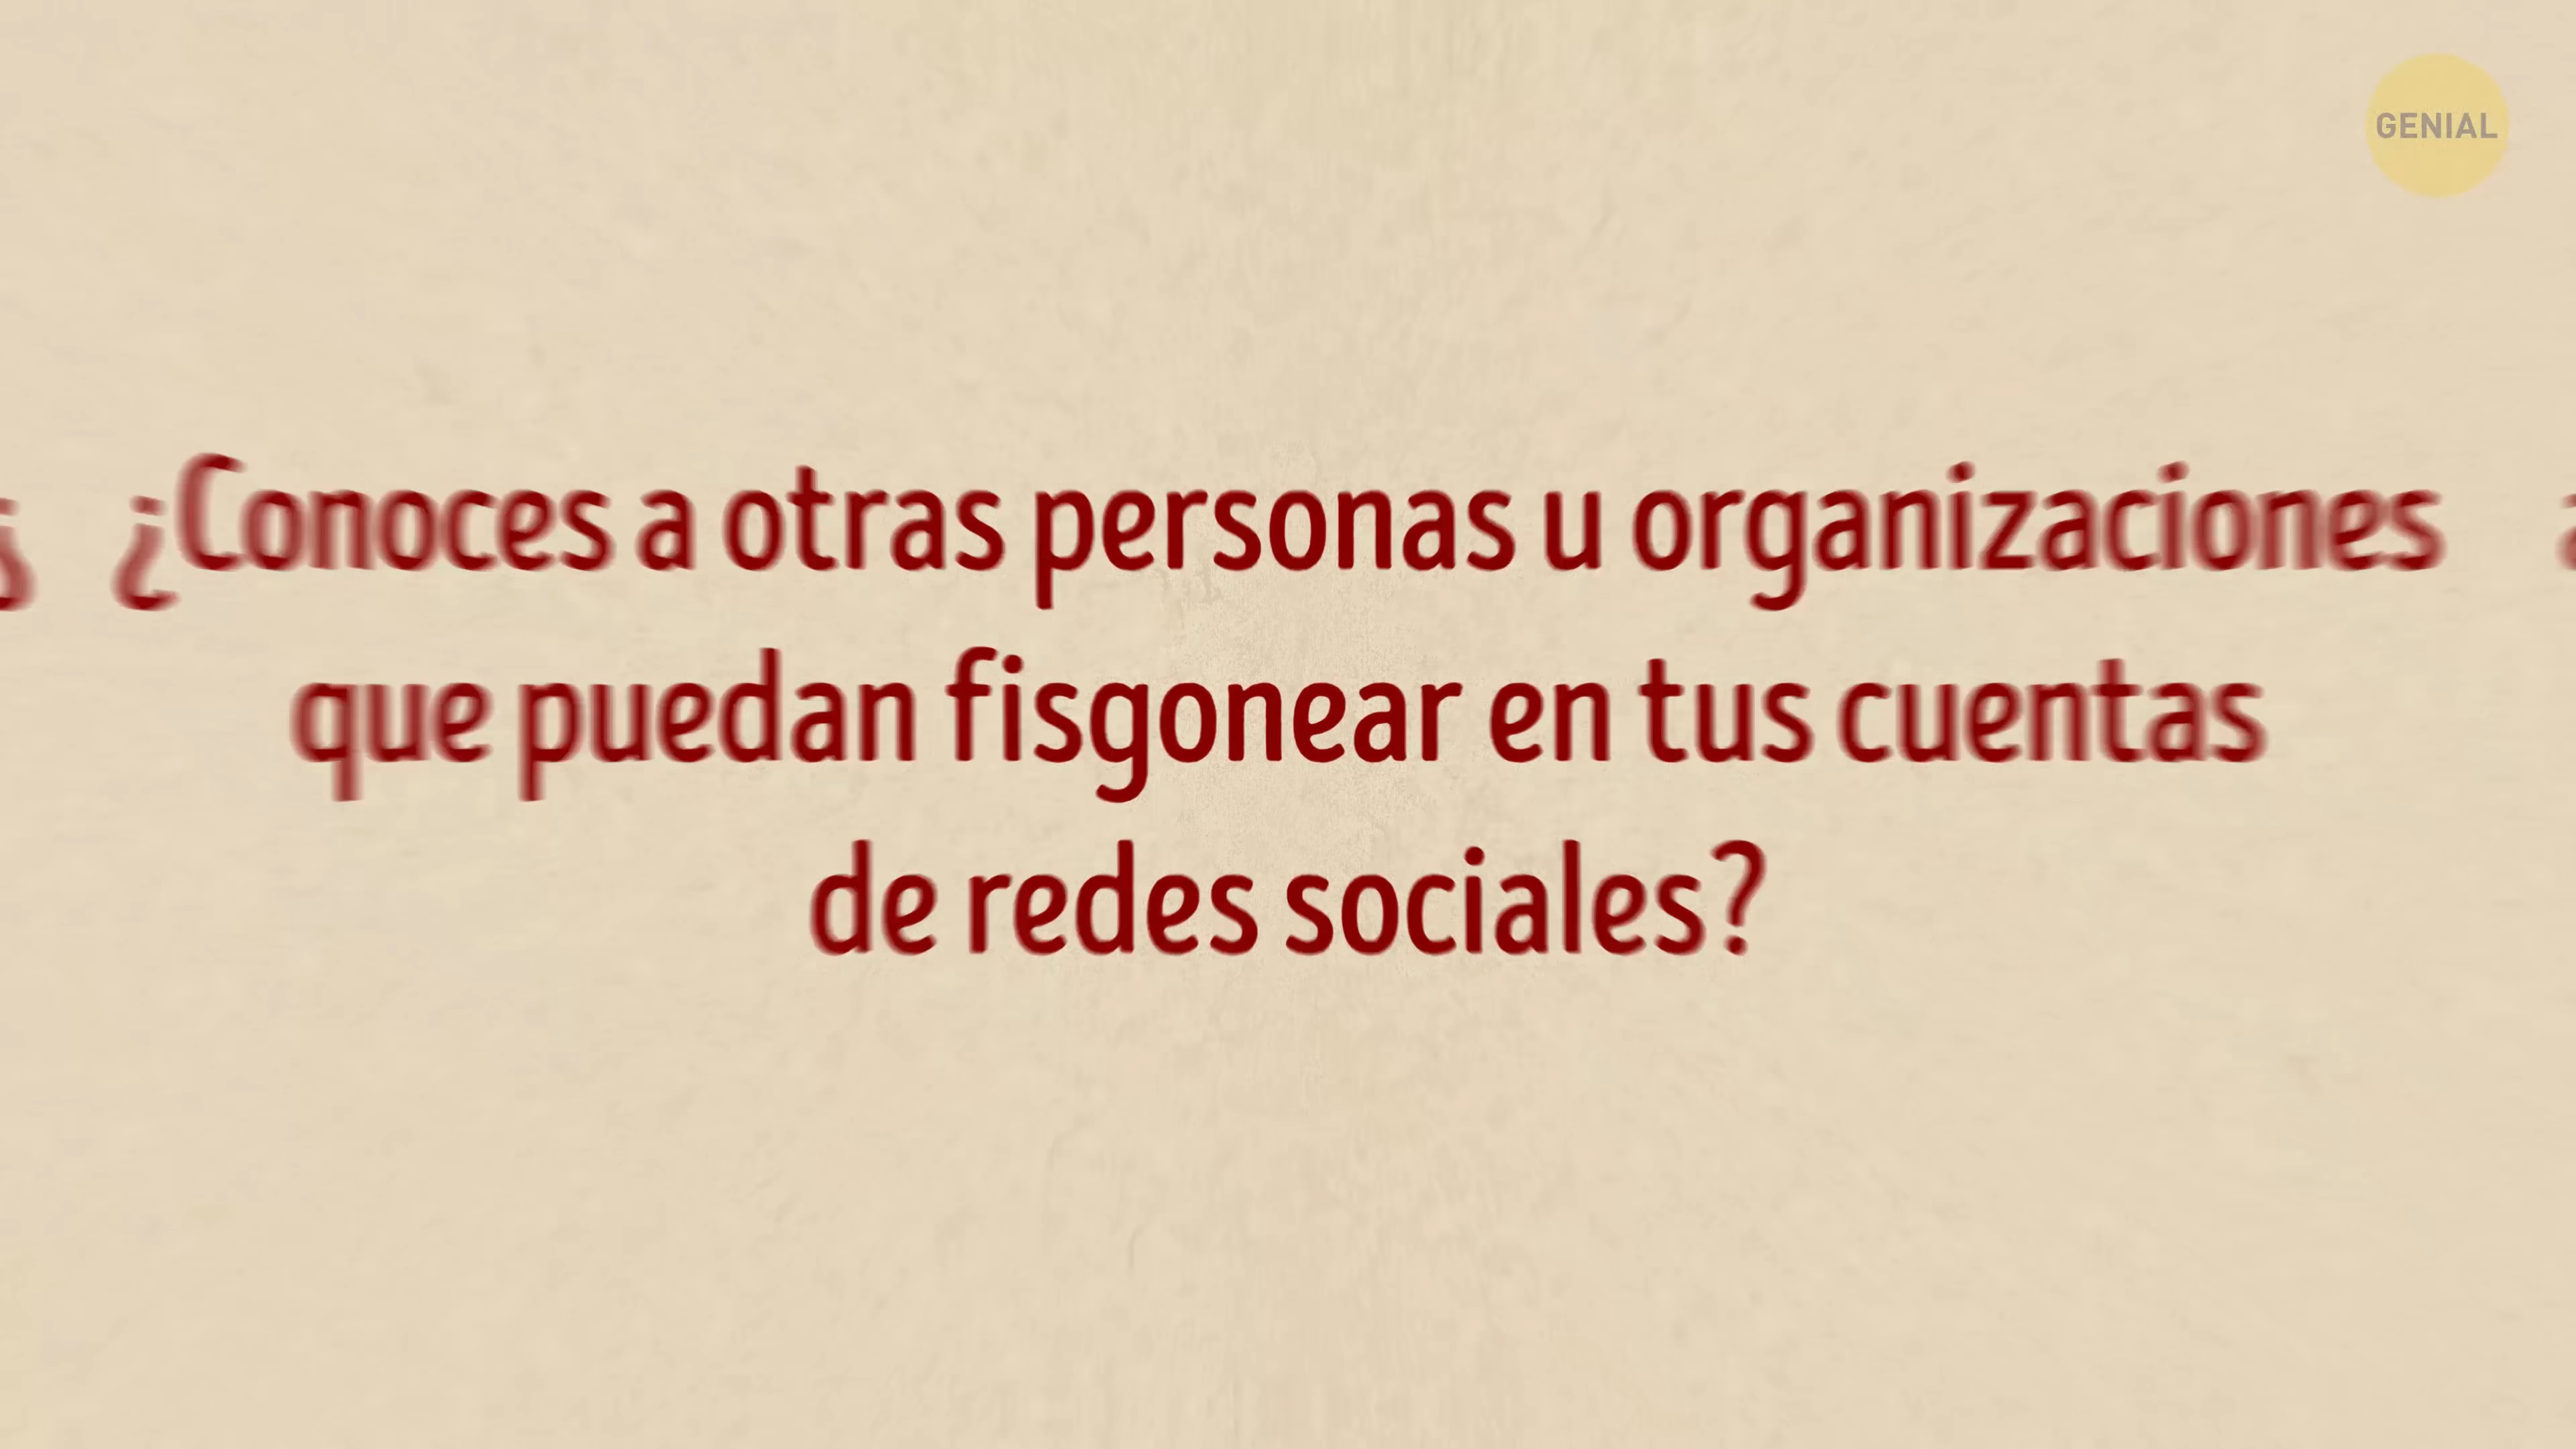 GENIAL
¿Conoces a otras personas u organizaciones
que puedan fisgonear en tus cuentas
de redes sociales?